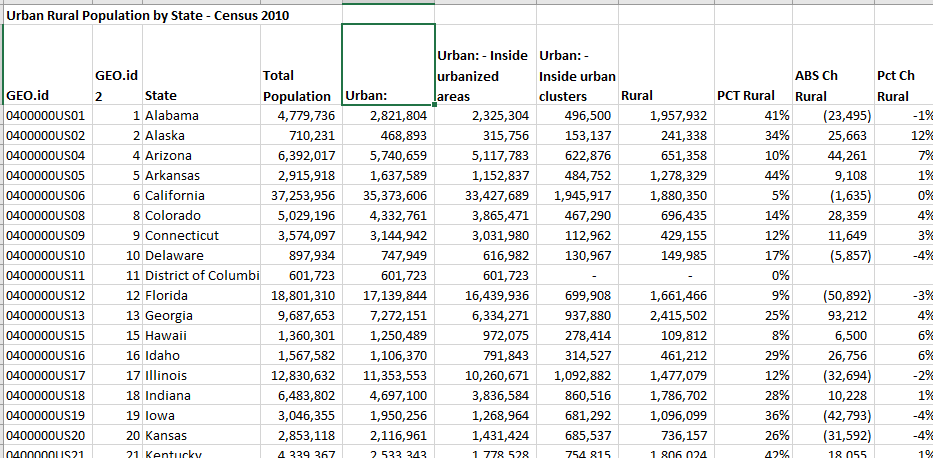 Urban Rural Population by State - Census 2010
GEO.id GEO.id 2 State Total Population Urban: Urban: - Inside urbanized areas Urban: - Inside urban clusters Rural PCT Rural ABS Ch Rural Pct Ch Rural
0400000US01 1 Alabama 4,779,736 2,821,804 2,325,304 496,500 1,957,932 41% (23,495) -1%
0400000US02 2 Alaska 710,231 468,893 315,756 153,137 241,338 34% 25,663 12%
0400000US04 4 Arizona 6,392,017 5,740,659 5,117,783 622,876 651,358 10% 44,261 7%
0400000US05 5 Arkansas 2,915,918 1,637,589 1,152,837 484,752 1,278,329 44% 9,108 1%
0400000US06 6 California 37,253,956 35,373,606 33,427,689 1,945,917 1,880,350 5% (1,635) 0%
0400000US08 8 Colorado 5,029,196 4,332,761 3,865,471 467,290 696,435 14% 28,359 4%
0400000US09 9 Connecticut 3,574,097 3,144,942 3,031,980 112,962 429,155 12% 11,649 3%
0400000US10 10 Delaware 897,934 747,949 616,982 130,967 149,985 17% (5,857) -4%
0400000US11 11 District of Columbi 601,723 601,723 601,723 - - 0%
0400000US12 12 Florida 18,801,310 17,139,844 16,439,936 699,908 1,661,466 9% (50,892) -3%
0400000US13 13 Georgia 9,687,653 7,272,151 6,334,271 937,880 2,415,502 25% 93,212 4%
0400000US15 15 Hawaii 1,360,301 1,250,489 972,075 278,414 109,812 8% 6,500 6%
0400000US16 16 Idaho 1,567,582 1,106,370 791,843 314,527 461,212 29% 26,756 6%
0400000US17 17 Illinois 12,830,632 11,353,553 10,260,671 1,092,882 1,477,079 12% (32,694) -2%
0400000US18 18 Indiana 6,483,802 4,697,100 3,836,584 860,516 1,786,702 28% 10,228 1%
0400000US19 19 Iowa 3,046,355 1,950,256 1,268,964 681,292 1,096,099 36% (42,793) -4%
0400000US20 20 Kansas 2,853,118 2,116,961 1,431,424 685,537 736,157 26% (31,592) -4%
0400000US21 21 Kentucky 4,339,367 2,533,343 1,778,528 754,815 1,806,024 42% 18,055 1%